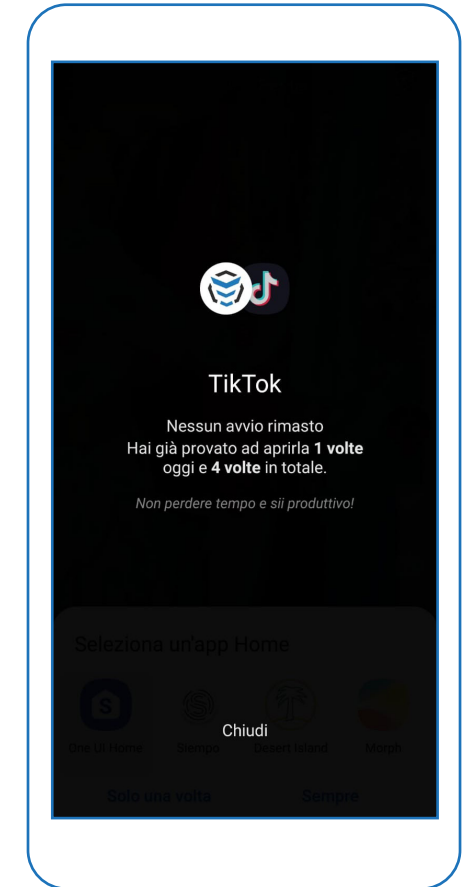 TikTok
Nessun avvio rimasto
Hai già provato ad aprirla 1 volte
oggi e 4 volte in totale.
Non perdere tempo e sii produttivo!
Seleziona un'app Home
S
Chiudi
One UI Home Siempo Desert Island Morph
Solo una volta Sempre